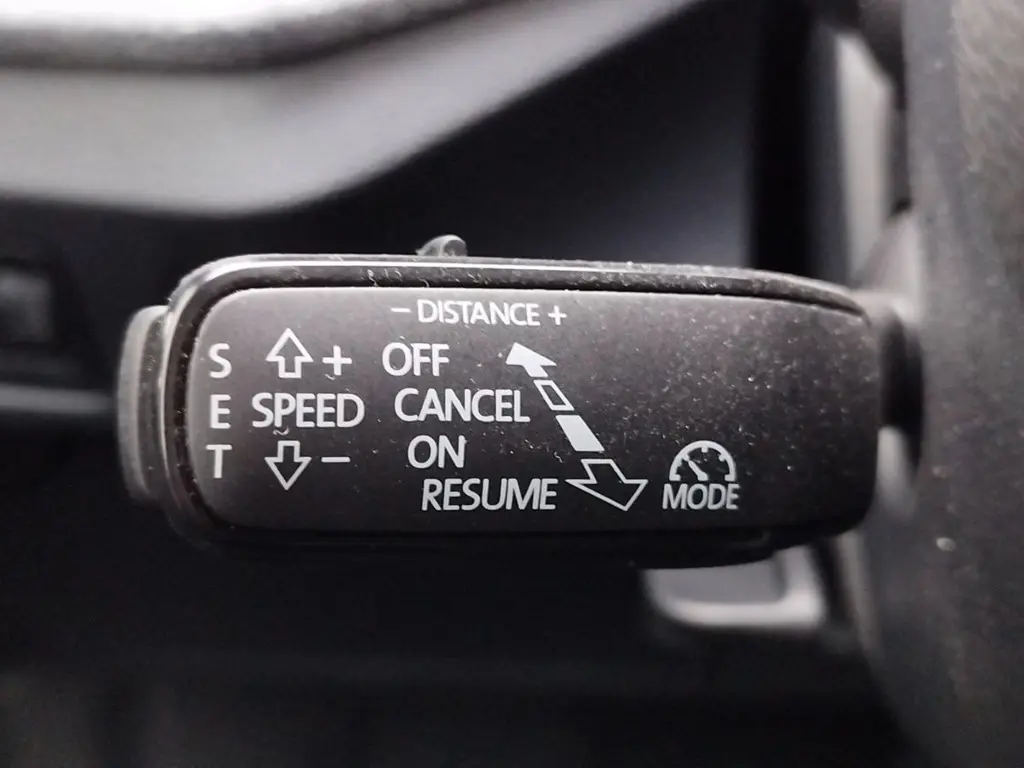 - DISTANCE +
S + OFF
E SPEED CANCEL
T - ON
RESUME MODE